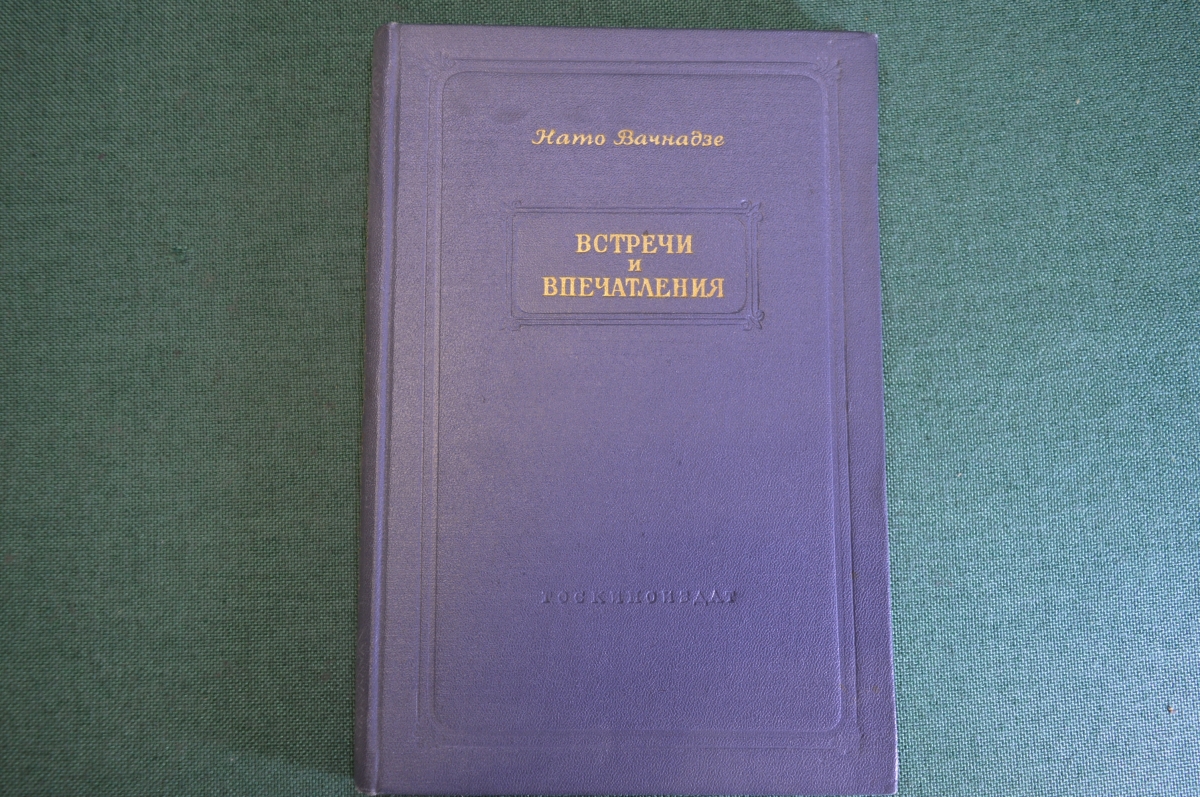 Нато Вачнадзе
ВСТРЕЧИ
и
ВПЕЧАТЛЕНИЯ
ГОСКИНОИЗДАТ